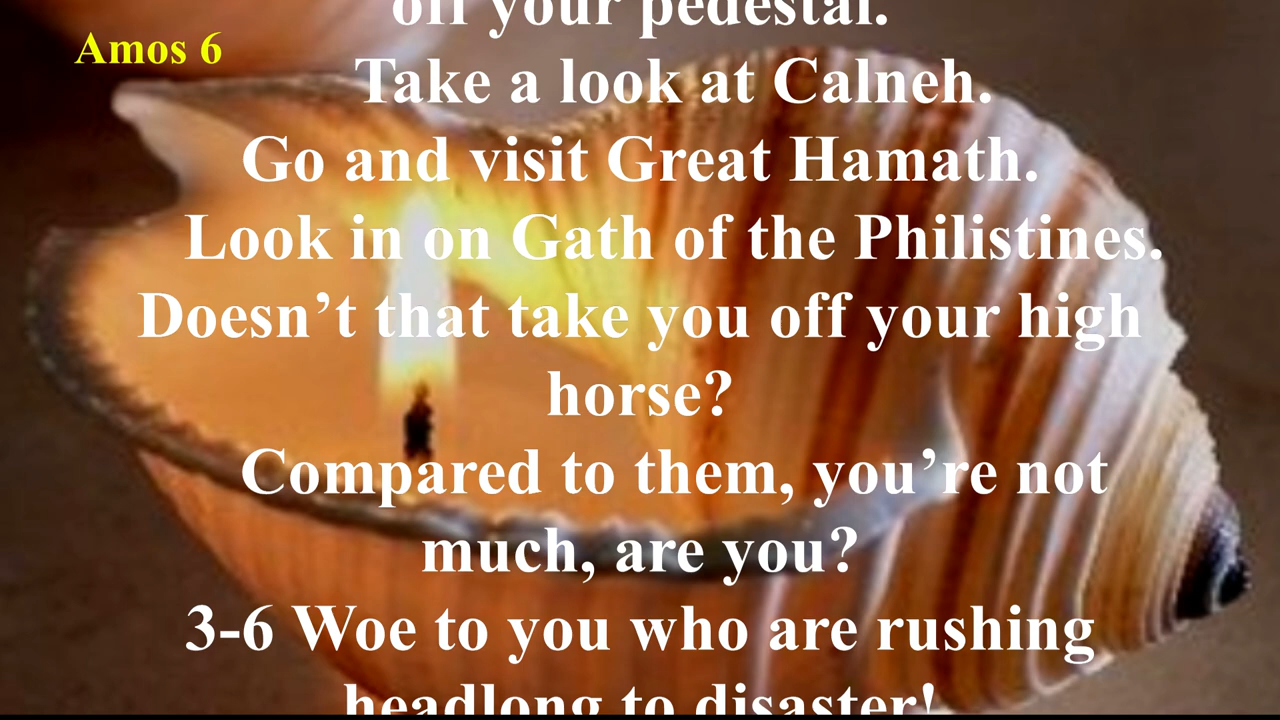 off your pedestal.
Amos 6
Take a look at Calneh.
Go and visit Great Hamath.
Look in on Gath of the Philistines.
Doesn’t that take you off your high
horse?
Compared to them, you’re not
much, are you?
3-6 Woe to you who are rushing
headlong to disaster!